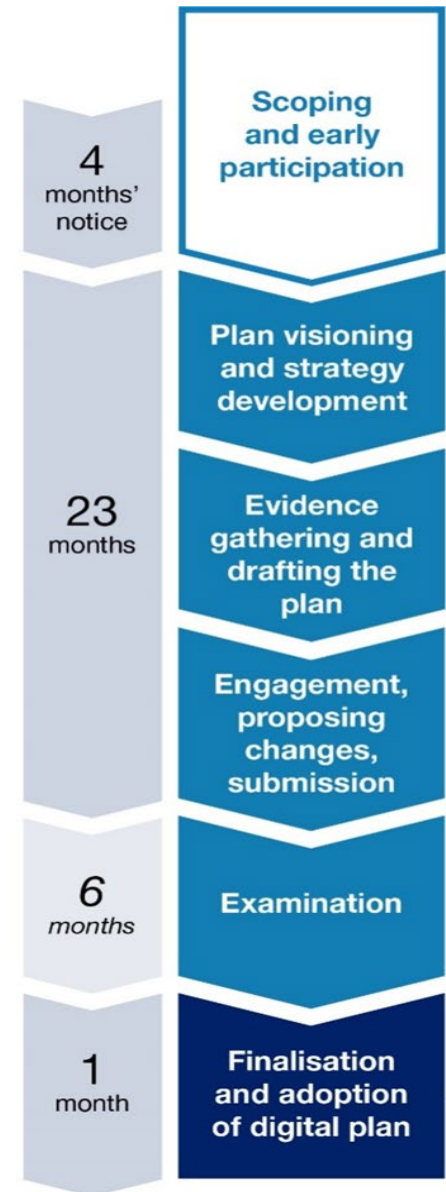 Scoping
and early
participation
4
months'
notice
Plan visioning
and strategy
development
23
months
Evidence
gathering and
drafting the
plan
Engagement,
proposing
changes,
submission
6
months
Examination
1
month
Finalisation
and adoption
of digital plan